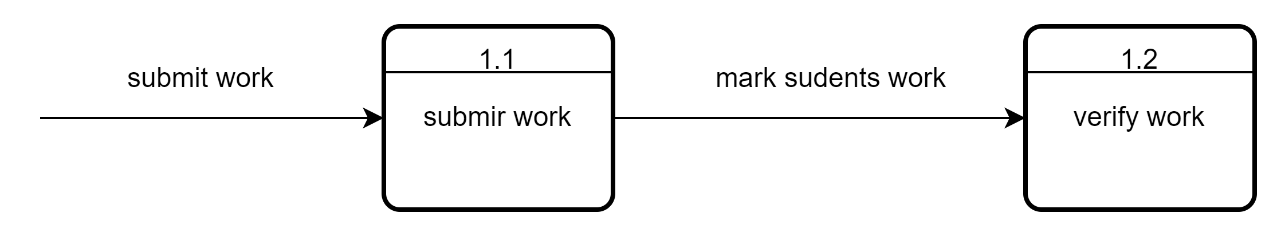 1.1
1.2
submit work
mark sudents work
submir work
verify work